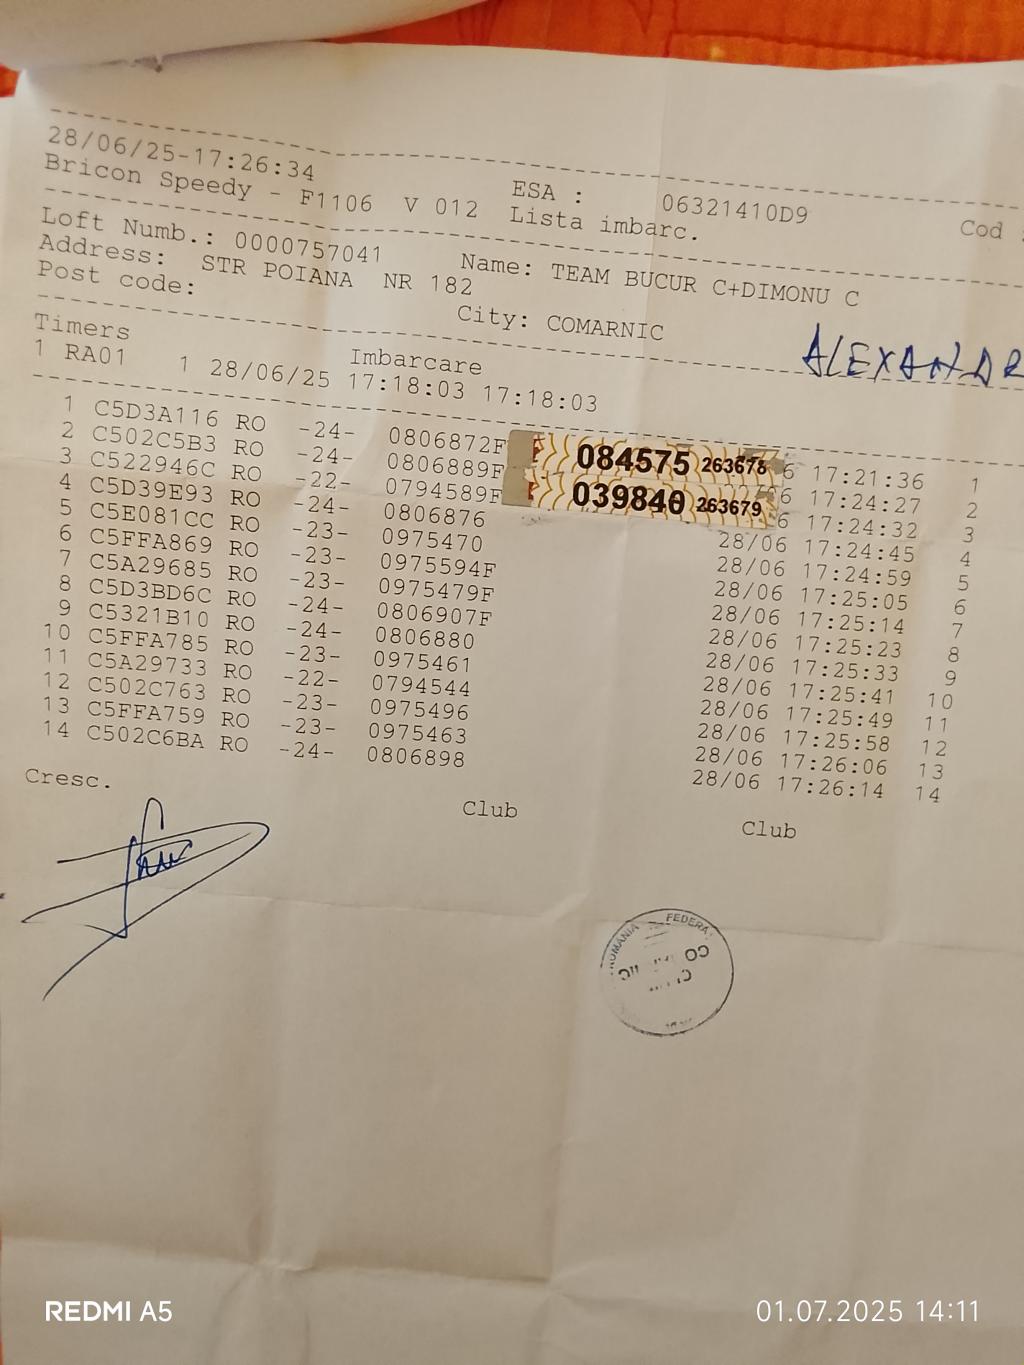 28/06/25-17:26:34
Bricon Speedy - F1106 V 012 ESA : 06321410D9
Lista imbarc. Cod :
Loft Numb.: 0000757041 Name: TEAM BUCUR C+DIMONU C
Address: STR POIANA NR 182
Post code: City: COMARNIC
ALEXANDR
Timers Imbarcare
1 RA01 1 28/06/25 17:18:03 17:18:03
1 C5D3A116 RO -24- 0806872F 084575 263678 6 17:21:36 1
2 C502C5B3 RO -24- 0806889F 039840 263679 6 17:24:27 2
3 C522946C RO -22- 0794589F 6 17:24:32 3
4 C5D39E93 RO -24- 0806876 28/06 17:24:45 4
5 C5E081CC RO -23- 0975470 28/06 17:24:59 5
6 C5FFA869 RO -23- 0975594F 28/06 17:25:05 6
7 C5A29685 RO -23- 0975479F 28/06 17:25:14 7
8 C5D3BD6C RO -24- 0806907F 28/06 17:25:23 8
9 C5321B10 RO -24- 0806880 28/06 17:25:33 9
10 C5FFA785 RO -23- 0975461 28/06 17:25:41 10
11 C5A29733 RO -22- 0794544 28/06 17:25:49 11
12 C502C763 RO -23- 0975496 28/06 17:25:58 12
13 C5FFA759 RO -23- 0975463 28/06 17:26:06 13
14 C502C6BA RO -24- 0806898 28/06 17:26:14 14
Cresc. Club Club
ROMANIA FEDERA
CO
REDMI A5 01.07.2025 14:11